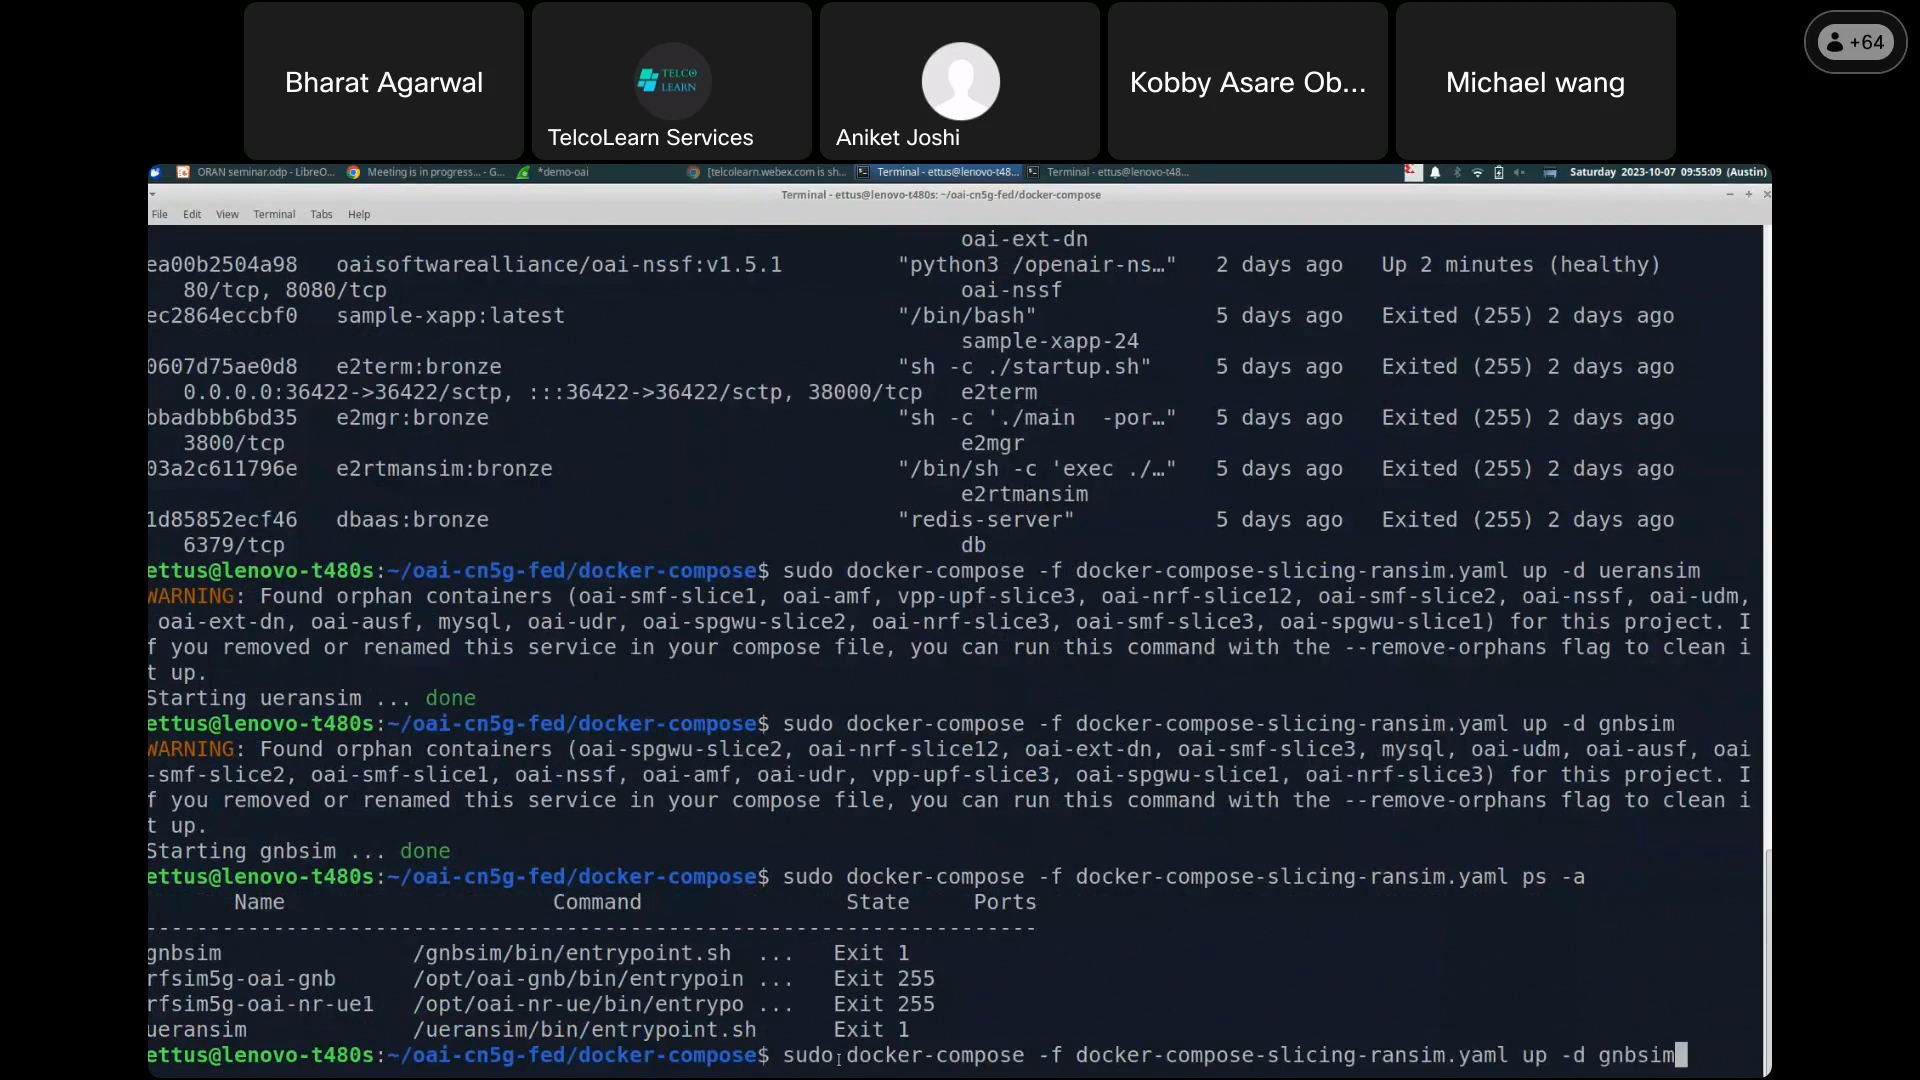 Bharat Agarwal
TELCO
LEARN
TelcoLearn Services
Aniket Joshi
Kobby Asare Ob...
Michael wang
+64
ORAN seminar.odp - LibreO...
Meeting is in progress... - G...
*demo-oai
[telcolearn.webex.com is sh...
Terminal - ettus@lenovo-t48...
Terminal - ettus@lenovo-t48...
Saturday 2023-10-07 09:55:09 (Austin)
Terminal - ettus@lenovo-t480s: ~/oai-cn5g-fed/docker-compose
File Edit View Terminal Tabs Help
oai-ext-dn
ea00b2504a98 oaisoftwarealliance/oai-nssf:v1.5.1 "python3 /openair-ns…" 2 days ago Up 2 minutes (healthy)
80/tcp, 8080/tcp oai-nssf
ec2864eccbf0 sample-xapp:latest "/bin/bash" 5 days ago Exited (255) 2 days ago
sample-xapp-24
0607d75ae0d8 e2term:bronze "sh -c ./startup.sh" 5 days ago Exited (255) 2 days ago
0.0.0.0:36422->36422/sctp, :::36422->36422/sctp, 38000/tcp e2term
bbadbbb6bd35 e2mgr:bronze "sh -c './main -por…" 5 days ago Exited (255) 2 days ago
3800/tcp e2mgr
03a2c611796e e2rtmansim:bronze "/bin/sh -c 'exec ./…" 5 days ago Exited (255) 2 days ago
e2rtmansim
1d85852ecf46 dbaas:bronze "redis-server" 5 days ago Exited (255) 2 days ago
6379/tcp db
ettus@lenovo-t480s:~/oai-cn5g-fed/docker-compose$ sudo docker-compose -f docker-compose-slicing-ransim.yaml up -d ueransim
WARNING: Found orphan containers (oai-smf-slice1, oai-amf, vpp-upf-slice3, oai-nrf-slice12, oai-smf-slice2, oai-nssf, oai-udm,
oai-ext-dn, oai-ausf, mysql, oai-udr, oai-spgwu-slice2, oai-nrf-slice3, oai-smf-slice3, oai-spgwu-slice1) for this project. I
f you removed or renamed this service in your compose file, you can run this command with the --remove-orphans flag to clean i
t up.
Starting ueransim ... done
ettus@lenovo-t480s:~/oai-cn5g-fed/docker-compose$ sudo docker-compose -f docker-compose-slicing-ransim.yaml up -d gnbsim
WARNING: Found orphan containers (oai-spgwu-slice2, oai-nrf-slice12, oai-ext-dn, oai-smf-slice3, mysql, oai-udm, oai-ausf, oai
-smf-slice2, oai-smf-slice1, oai-nssf, oai-amf, oai-udr, vpp-upf-slice3, oai-spgwu-slice1, oai-nrf-slice3) for this project. I
f you removed or renamed this service in your compose file, you can run this command with the --remove-orphans flag to clean i
t up.
Starting gnbsim ... done
ettus@lenovo-t480s:~/oai-cn5g-fed/docker-compose$ sudo docker-compose -f docker-compose-slicing-ransim.yaml ps -a
Name Command State Ports
----------------------------------------------------------------------
gnbsim /gnbsim/bin/entrypoint.sh ... Exit 1
rfsim5g-oai-gnb /opt/oai-gnb/bin/entrypoin ... Exit 255
rfsim5g-oai-nr-ue1 /opt/oai-nr-ue/bin/entrypo ... Exit 255
ueransim /ueransim/bin/entrypoint.sh Exit 1
ettus@lenovo-t480s:~/oai-cn5g-fed/docker-compose$ sudo docker-compose -f docker-compose-slicing-ransim.yaml up -d gnbsim